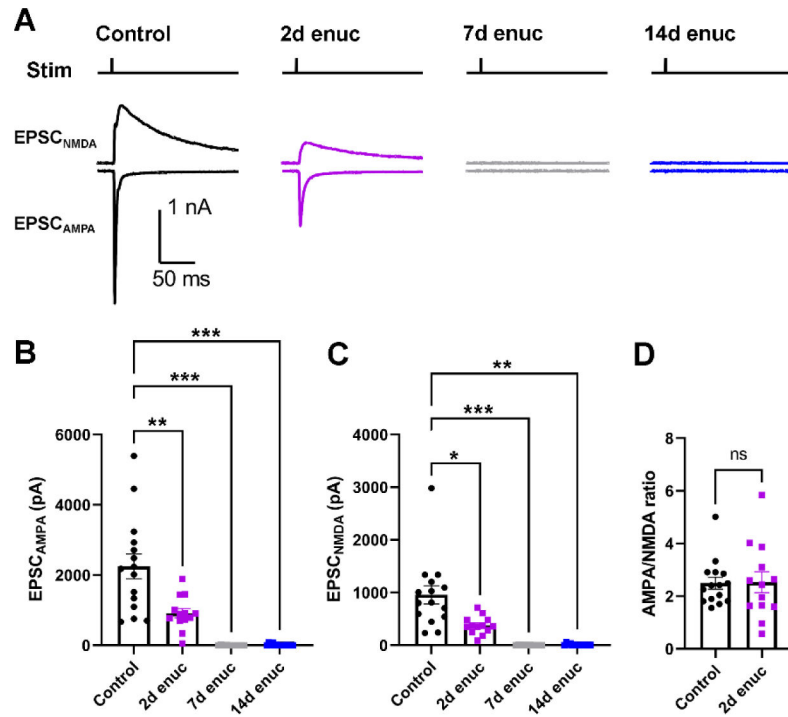 A
Control
2d enuc
7d enuc
14d enuc
Stim
EPSCNMDA
EPSCAMPA
1 nA
50 ms
B
***
***
**
EPSCAMPA (pA)
6000
4000
2000
0
Control
2d enuc
7d enuc
14d enuc
C
**
***
*
EPSCNMDA (pA)
4000
3000
2000
1000
0
Control
2d enuc
7d enuc
14d enuc
D
ns
AMPA/NMDA ratio
8
6
4
2
0
Control
2d enuc